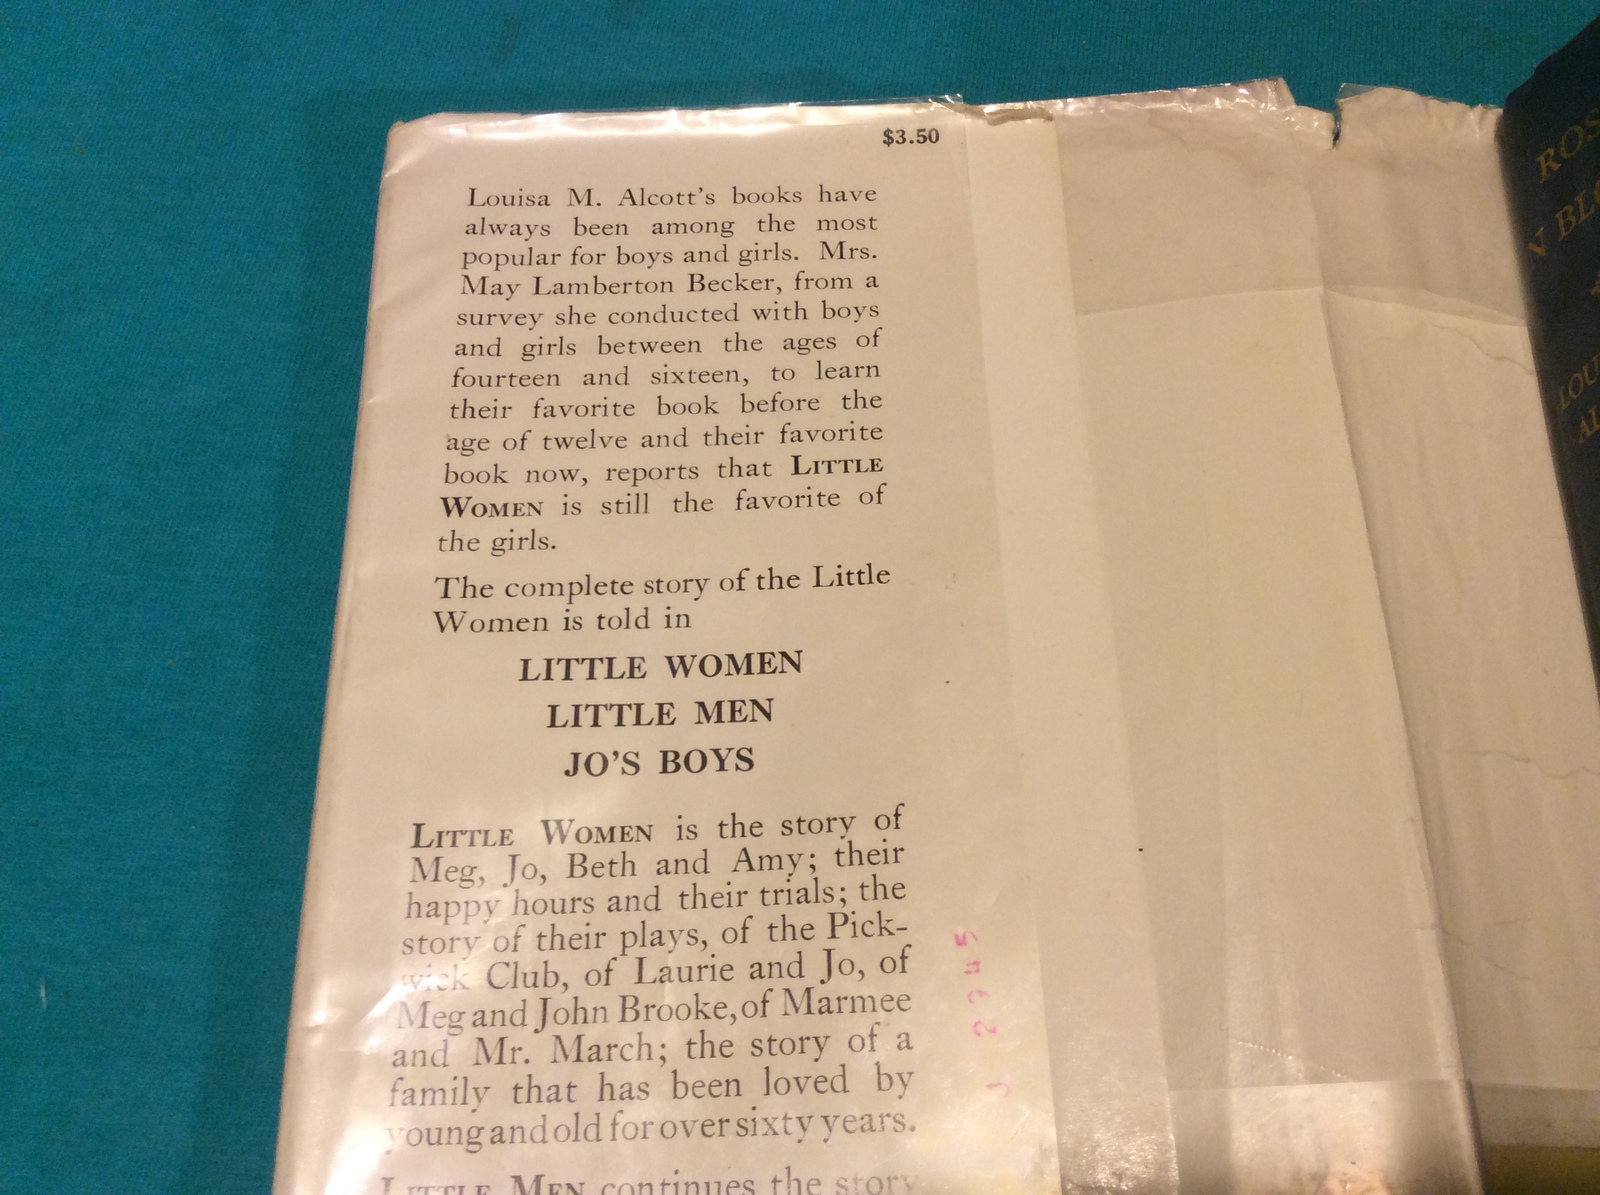 $3.50
Louisa M. Alcott's books have
always been among the most
popular for boys and girls. Mrs.
May Lamberton Becker, from a
survey she conducted with boys
and girls between the ages of
fourteen and sixteen, to learn
their favorite book before the
age of twelve and their favorite
book now, reports that LITTLE
WOMEN is still the favorite of
the girls.
The complete story of the Little
Women is told in
LITTLE WOMEN
LITTLE MEN
JO'S BOYS
LITTLE WOMEN is the story of
Meg, Jo, Beth and Amy; their
happy hours and their trials; the
story of their plays, of the Pick-
wick Club, of Laurie and Jo, of
Meg and John Brooke, of Marmee
and Mr. March; the story of a
family that has been loved by
young and old for over sixty years.
LITTLE MEN continues the story